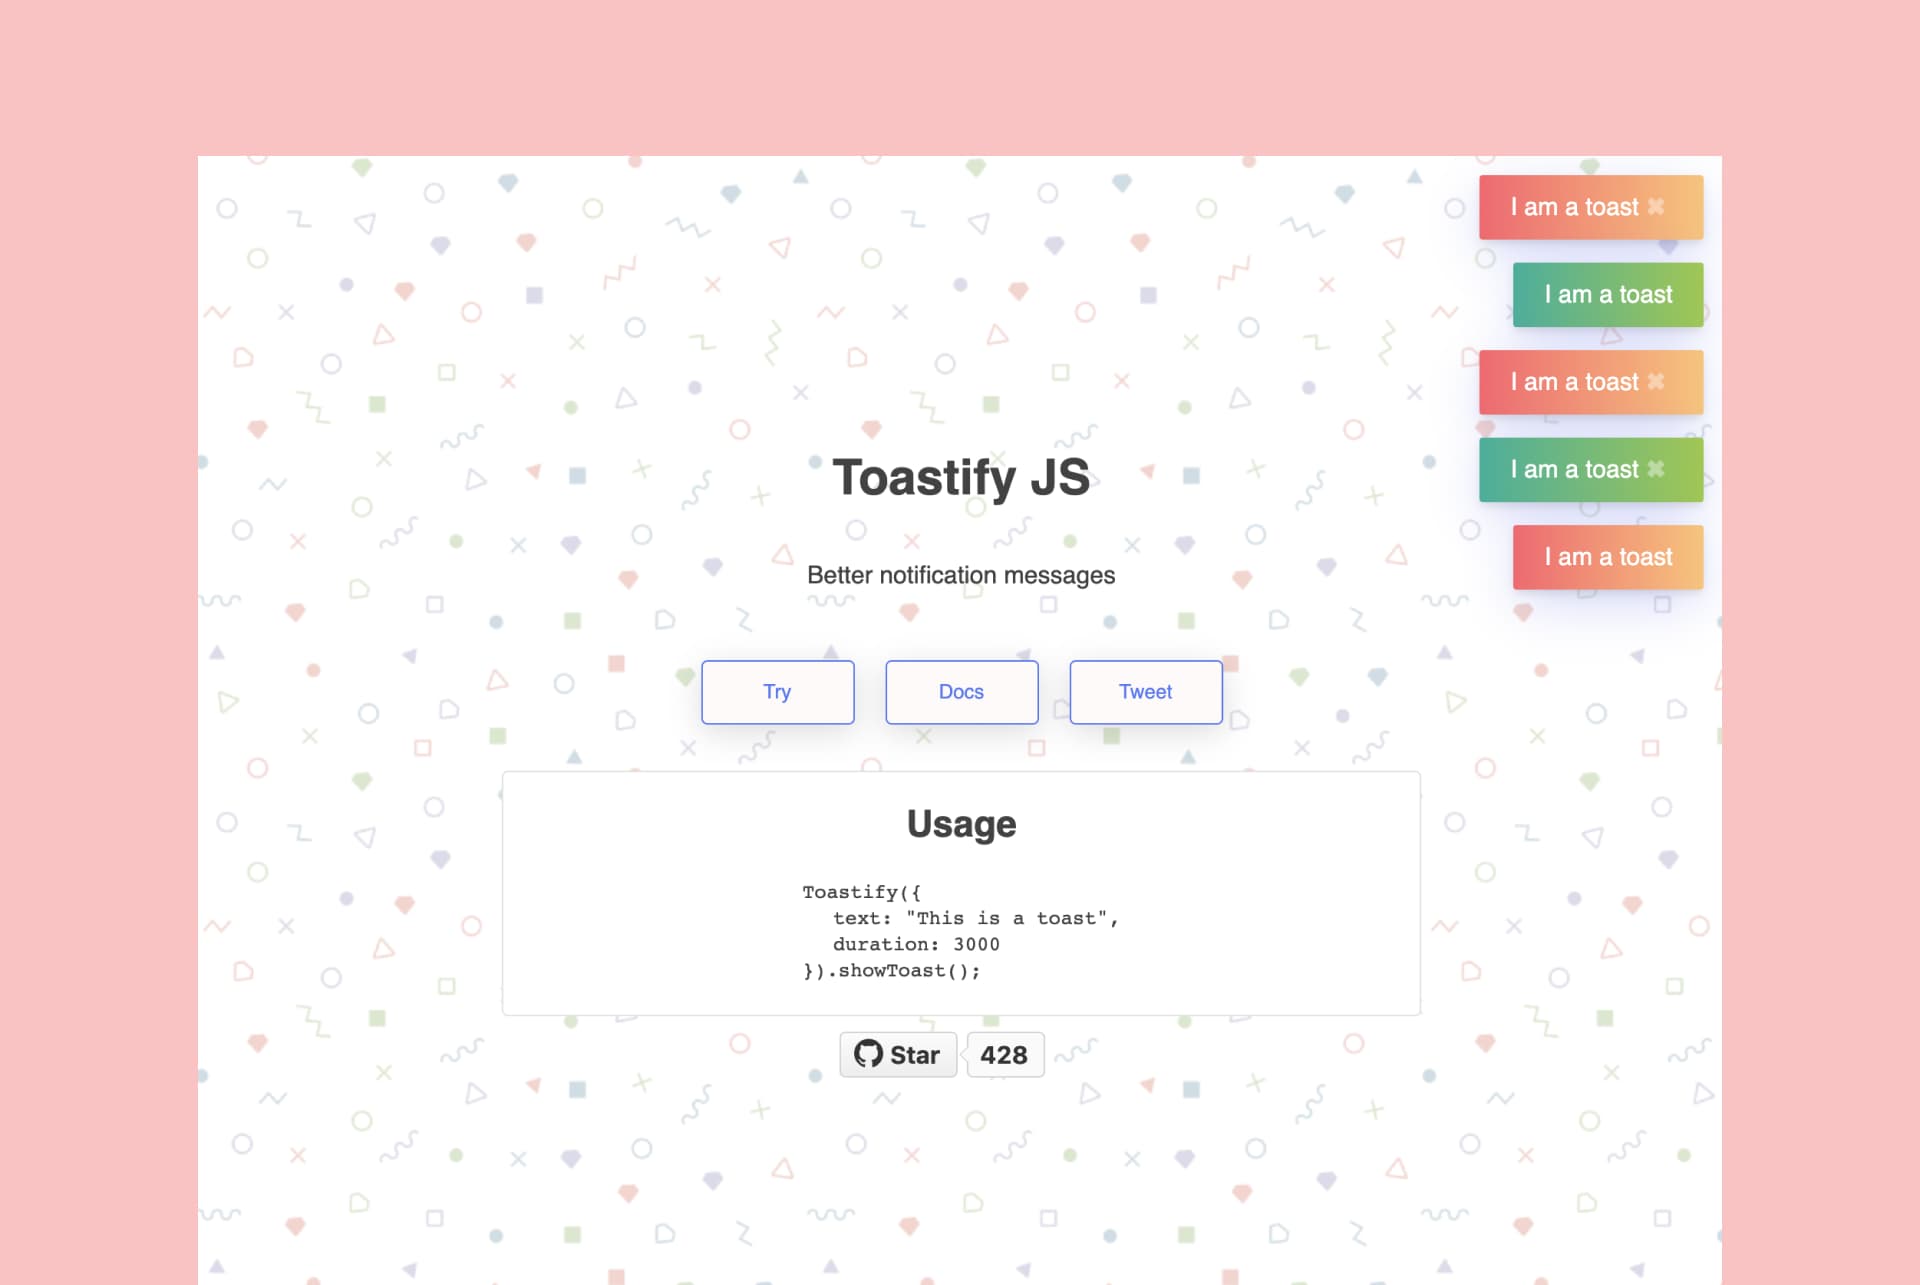 I am a toast ✖
I am a toast
I am a toast ✖
I am a toast ✖
I am a toast
Toastify JS
Better notification messages
Try
Docs
Tweet
Usage
Toastify({
text: "This is a toast",
duration: 3000
}).showToast();
Star
428